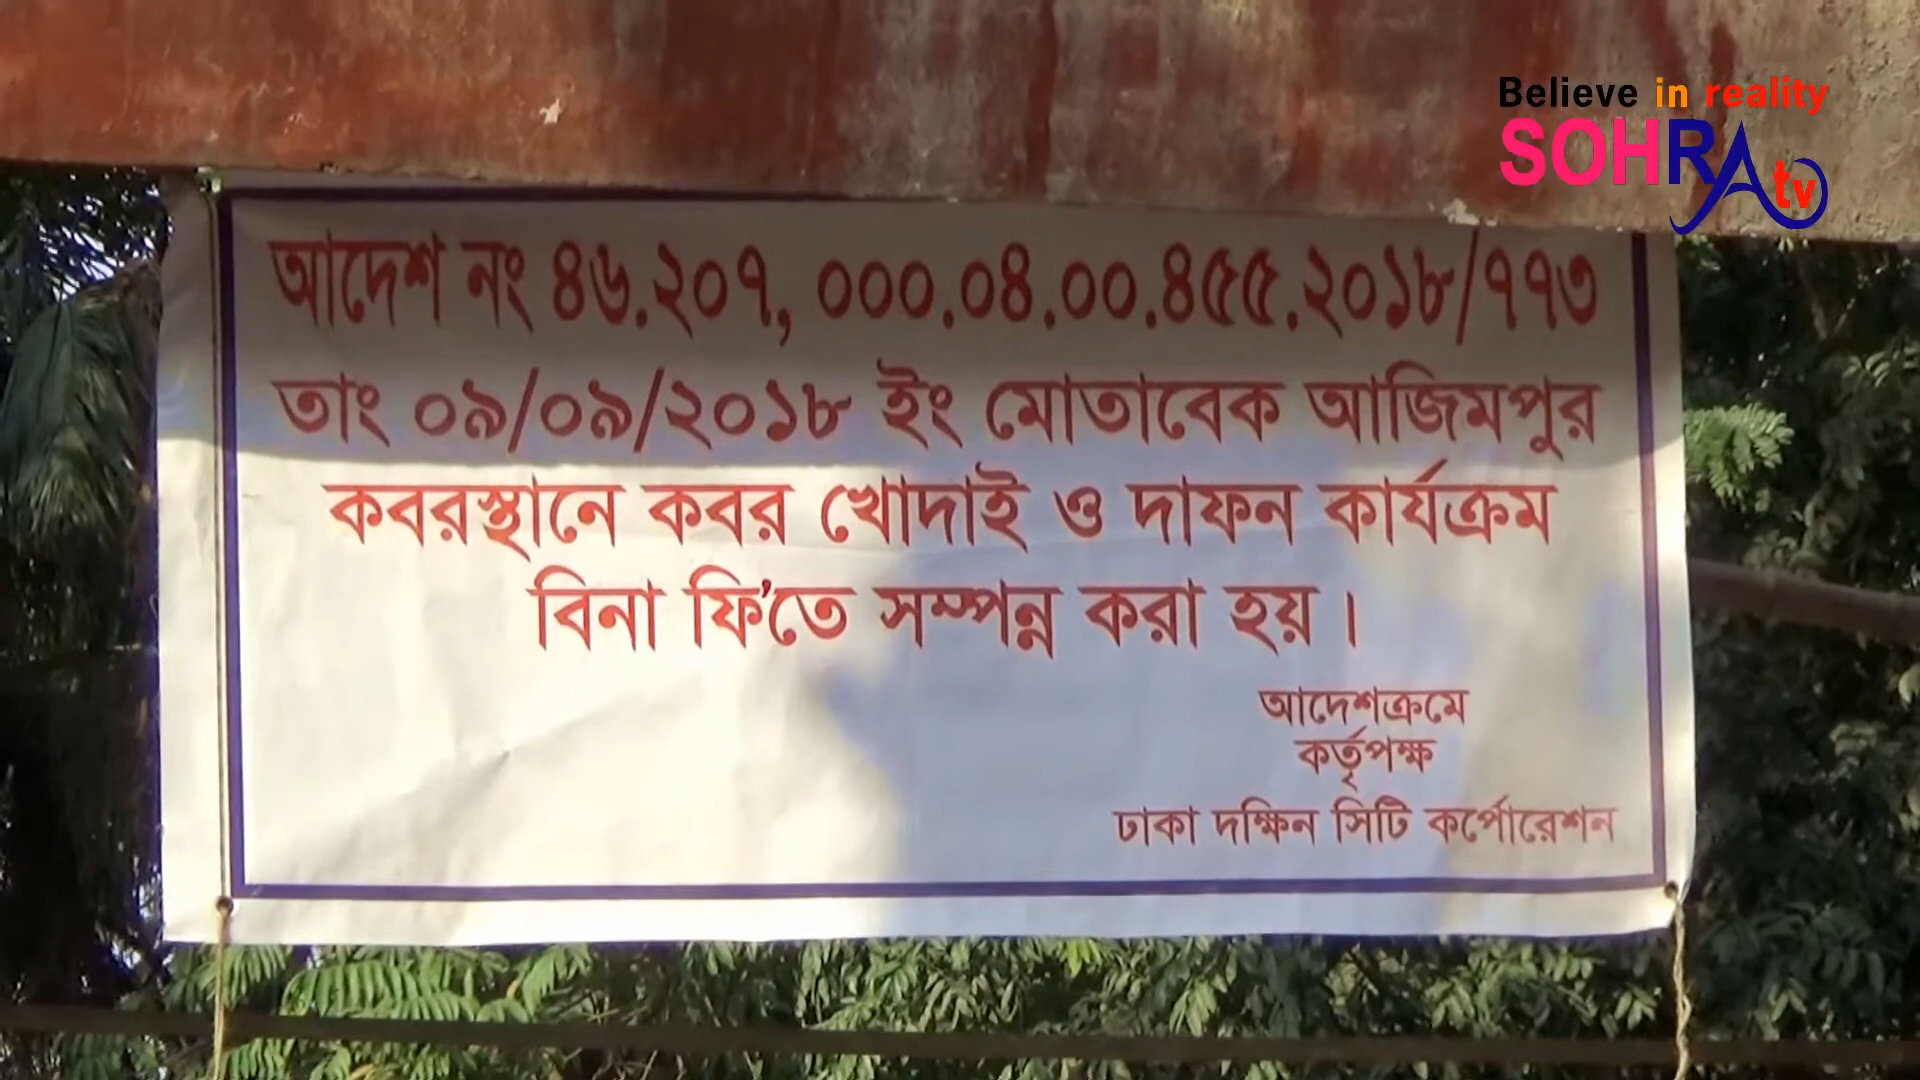 Believe in reality
SOHRA tv
আদেশ নং ৪৬.২০৭, ০০০.০৪.০০.৪৫৫.২০১৮/৭৭৩
তাং ০৯/০৯/২০১৮ ইং মোতাবেক আজিমপুর
কবরস্থানে কবর খোদাই ও দাফন কার্যক্রম
বিনা ফি'তে সম্পন্ন করা হয়।
আদেশক্রমে
কর্তৃপক্ষ
ঢাকা দক্ষিন সিটি কর্পোরেশন